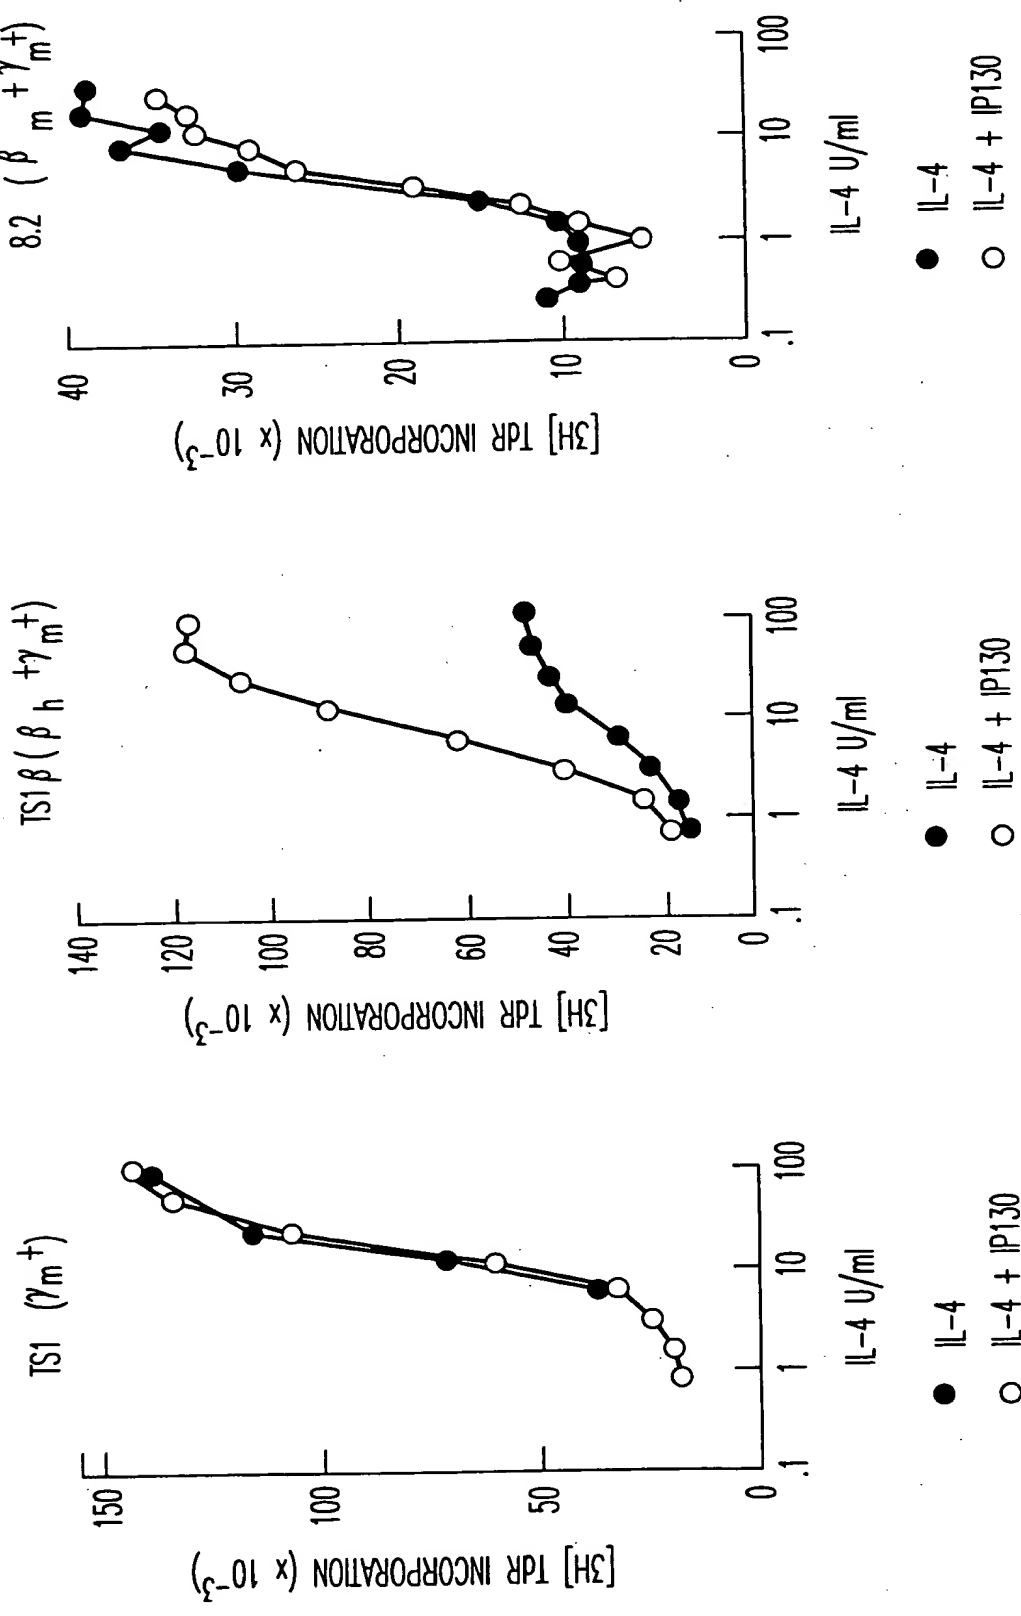 TS1 (γm+)
[3H] TdR INCORPORATION (x 10-3)
150
100
50
0
.1
1
10
100
IL-4 U/ml
IL-4
IL-4 + IP130
TS1 β ( β h +γm+)
[3H] TdR INCORPORATION (x 10-3)
140
120
100
80
60
40
20
0
.1
1
10
100
IL-4 U/ml
IL-4
IL-4 + IP130
8.2 ( β m +γm+)
[3H] TdR INCORPORATION (x 10-3)
40
30
20
10
0
.1
1
10
100
IL-4 U/ml
IL-4
IL-4 + IP130